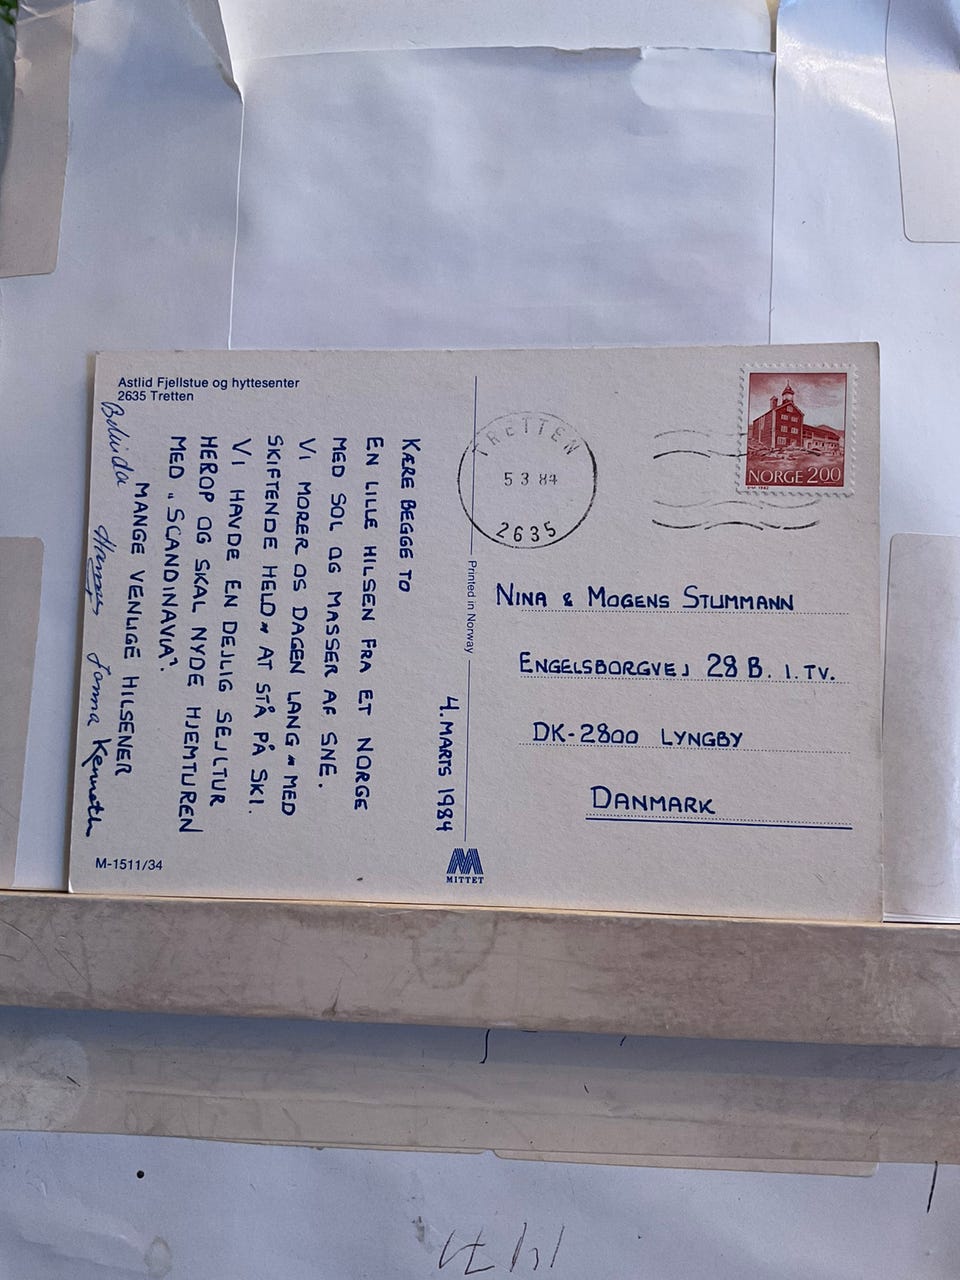 Astlid Fjellstue og hyttesenter
2635 Tretten
4. MARTS 1984
KÆRE BEGGE TO
EN LILLE HILSEN FRA ET NORGE
MED SOL OG MASSER AF SNE.
VI MORER OS DAGEN LANG " MED
SKIFTENDE HELD " AT STÅ PÅ SKI.
VI HAVDE EN DEJLIG SEJLTUR
HEROP OG SKAL NYDE HJEMTUREN
MED „SCANDINAVIA".
MANGE VENLIGE HILSENER
Kenneth
M-1511/34
Printed in Norway
MITTET
TRETTEN
5 3 84
2635
NORGE 200
NINA & MOGENS STUMMANN
ENGELSBORGVEJ 28 B. 1. TV.
DK-2800 LYNGBY
DANMARK